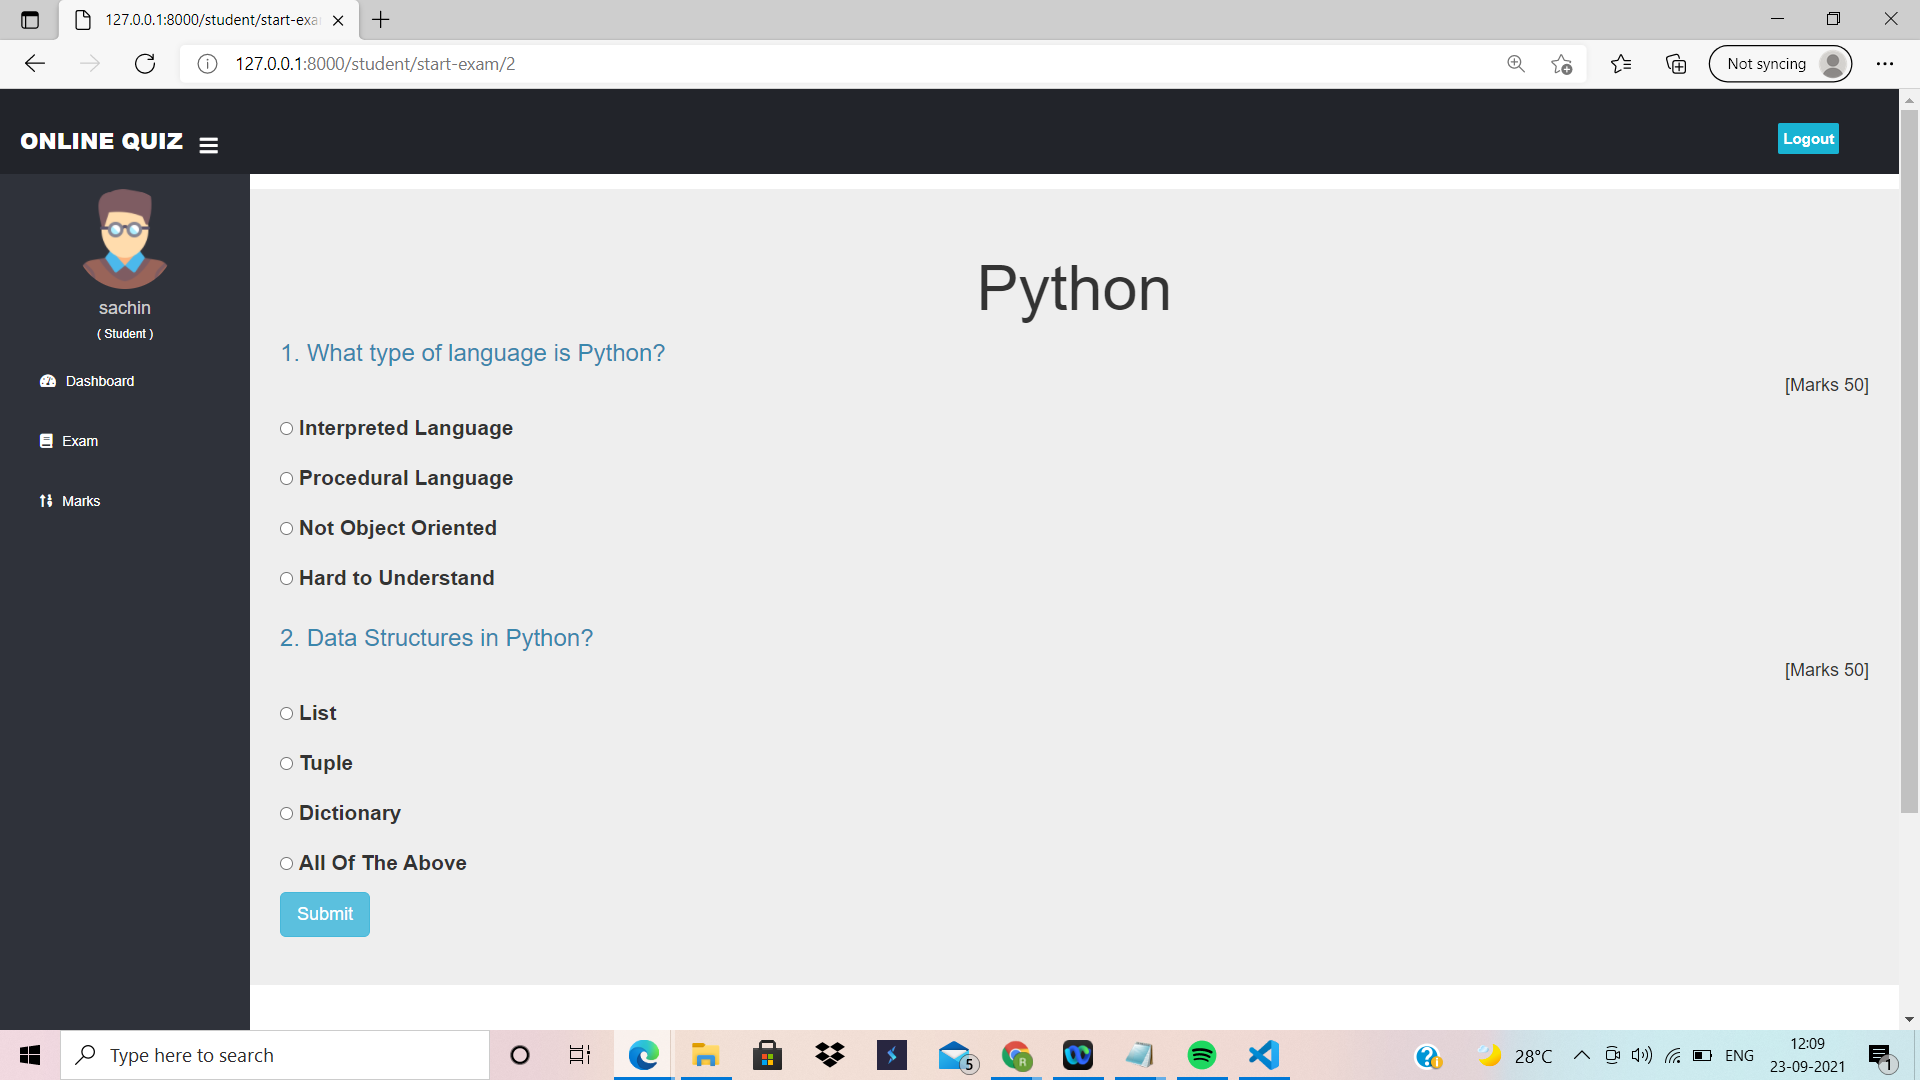 127.0.0.1:8000/student/start-exa
127.0.0.1:8000/student/start-exam/2
Not syncing
ONLINE QUIZ
Logout
sachin
( Student )
Dashboard
Exam
Marks
Python
1. What type of language is Python?
[Marks 50]
Interpreted Language
Procedural Language
Not Object Oriented
Hard to Understand
2. Data Structures in Python?
[Marks 50]
List
Tuple
Dictionary
All Of The Above
Submit
Type here to search
5
R
28°C
ENG
12:09
23-09-2021
1